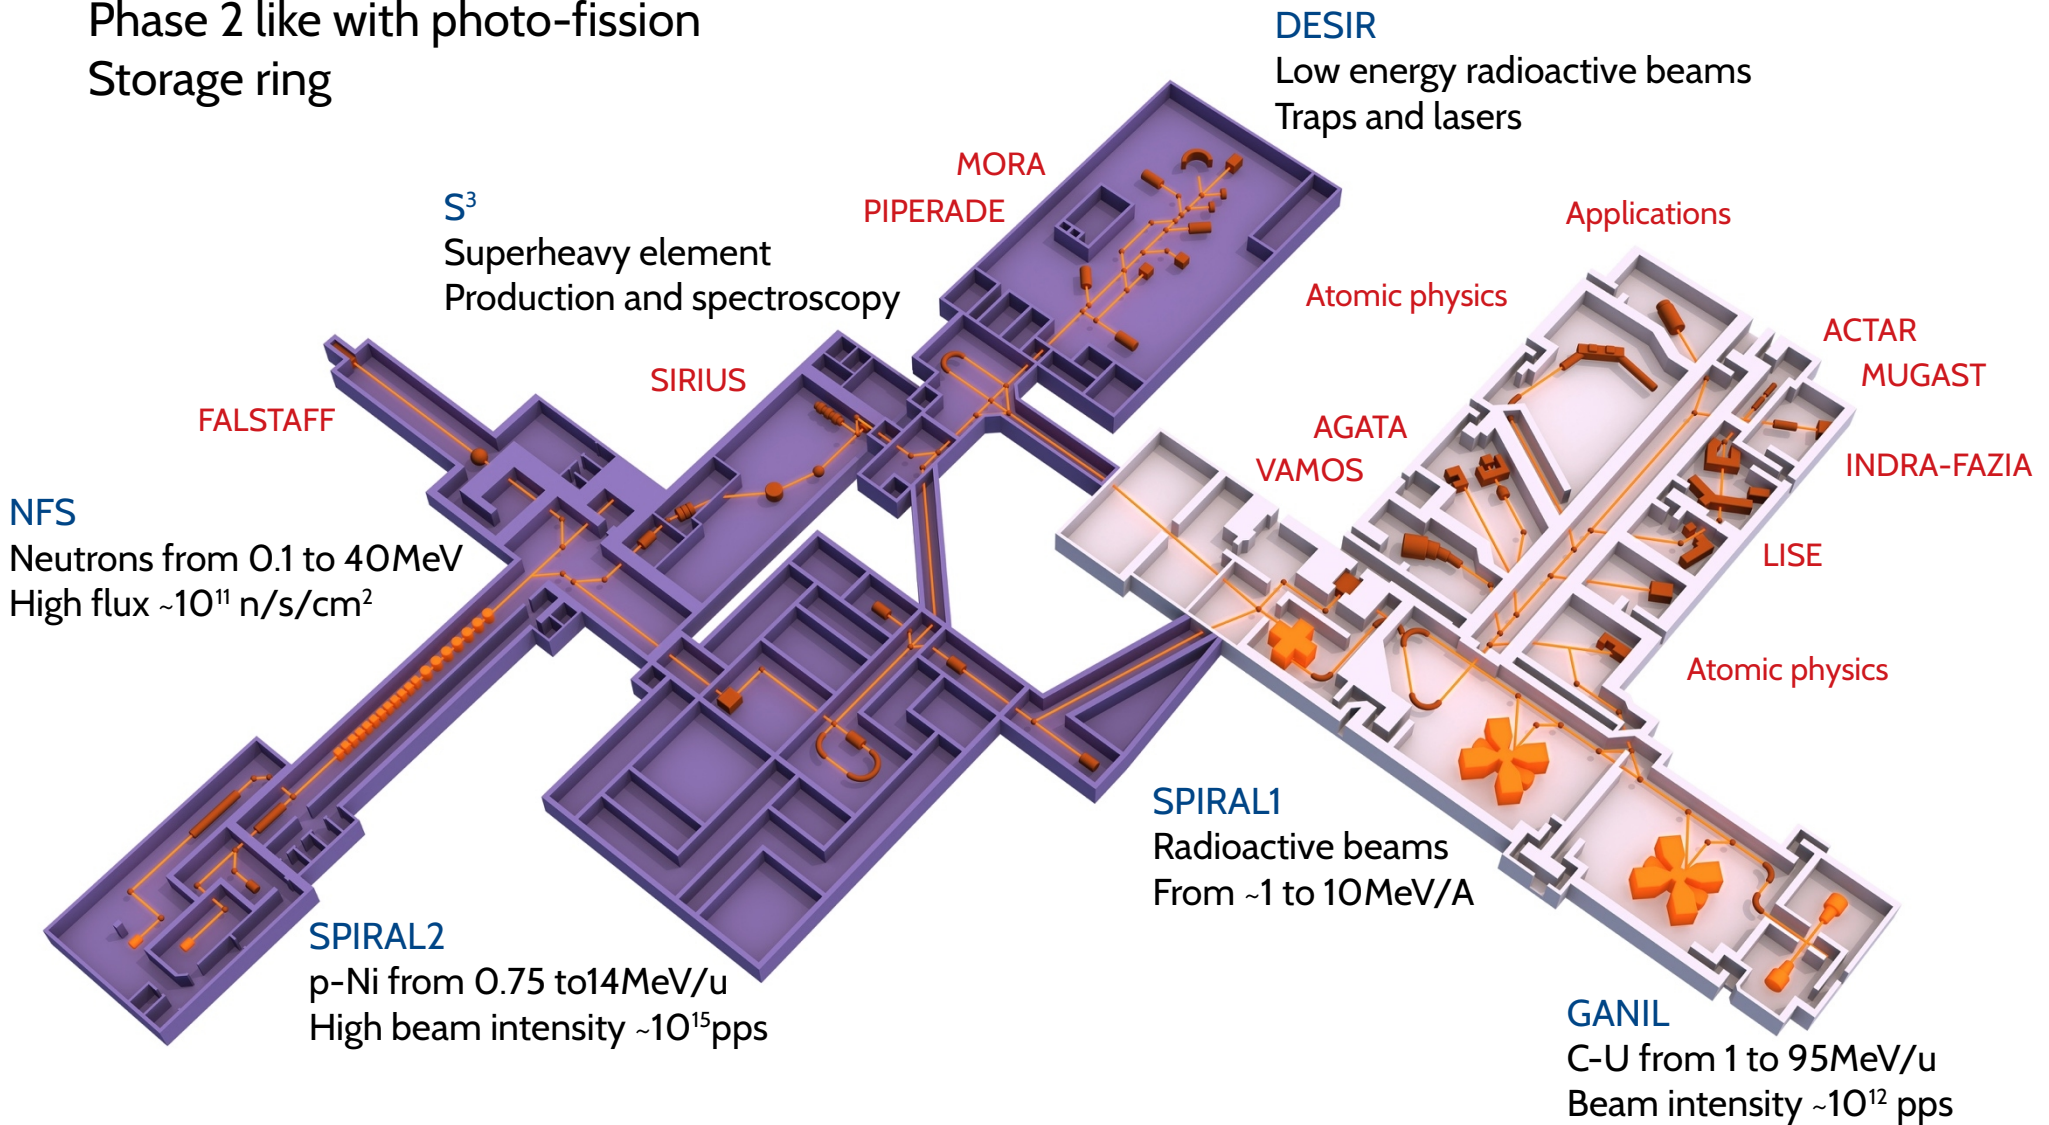 Phase 2 like with photo-fission
Storage ring
DESIR
Low energy radioactive beams
Traps and lasers
MORA
PIPERADE
S³
Superheavy element
Production and spectroscopy
SIRIUS
FALSTAFF
NFS
Neutrons from 0.1 to 40MeV
High flux ~10¹¹ n/s/cm²
Applications
Atomic physics
ACTAR
MUGAST
AGATA
VAMOS
INDRA-FAZIA
LISE
Atomic physics
SPIRAL1
Radioactive beams
From ~1 to 10MeV/A
SPIRAL2
p-Ni from 0.75 to14MeV/u
High beam intensity ~10¹⁵pps
GANIL
C-U from 1 to 95MeV/u
Beam intensity ~10¹² pps